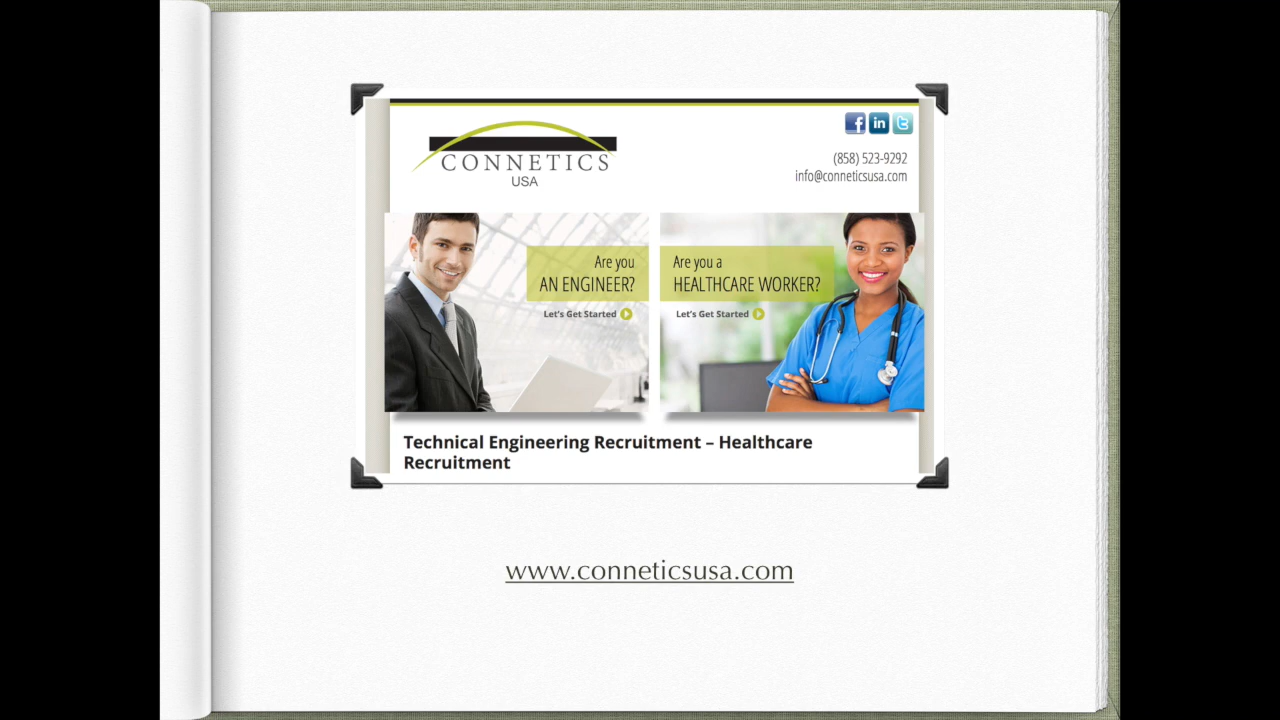 CONNETICS
USA
f in t
(858) 523-9292
info@conneticsusa.com
Are you
AN ENGINEER?
Let's Get Started
Are you a
HEALTHCARE WORKER?
Let's Get Started
Technical Engineering Recruitment – Healthcare
Recruitment
www.conneticsusa.com